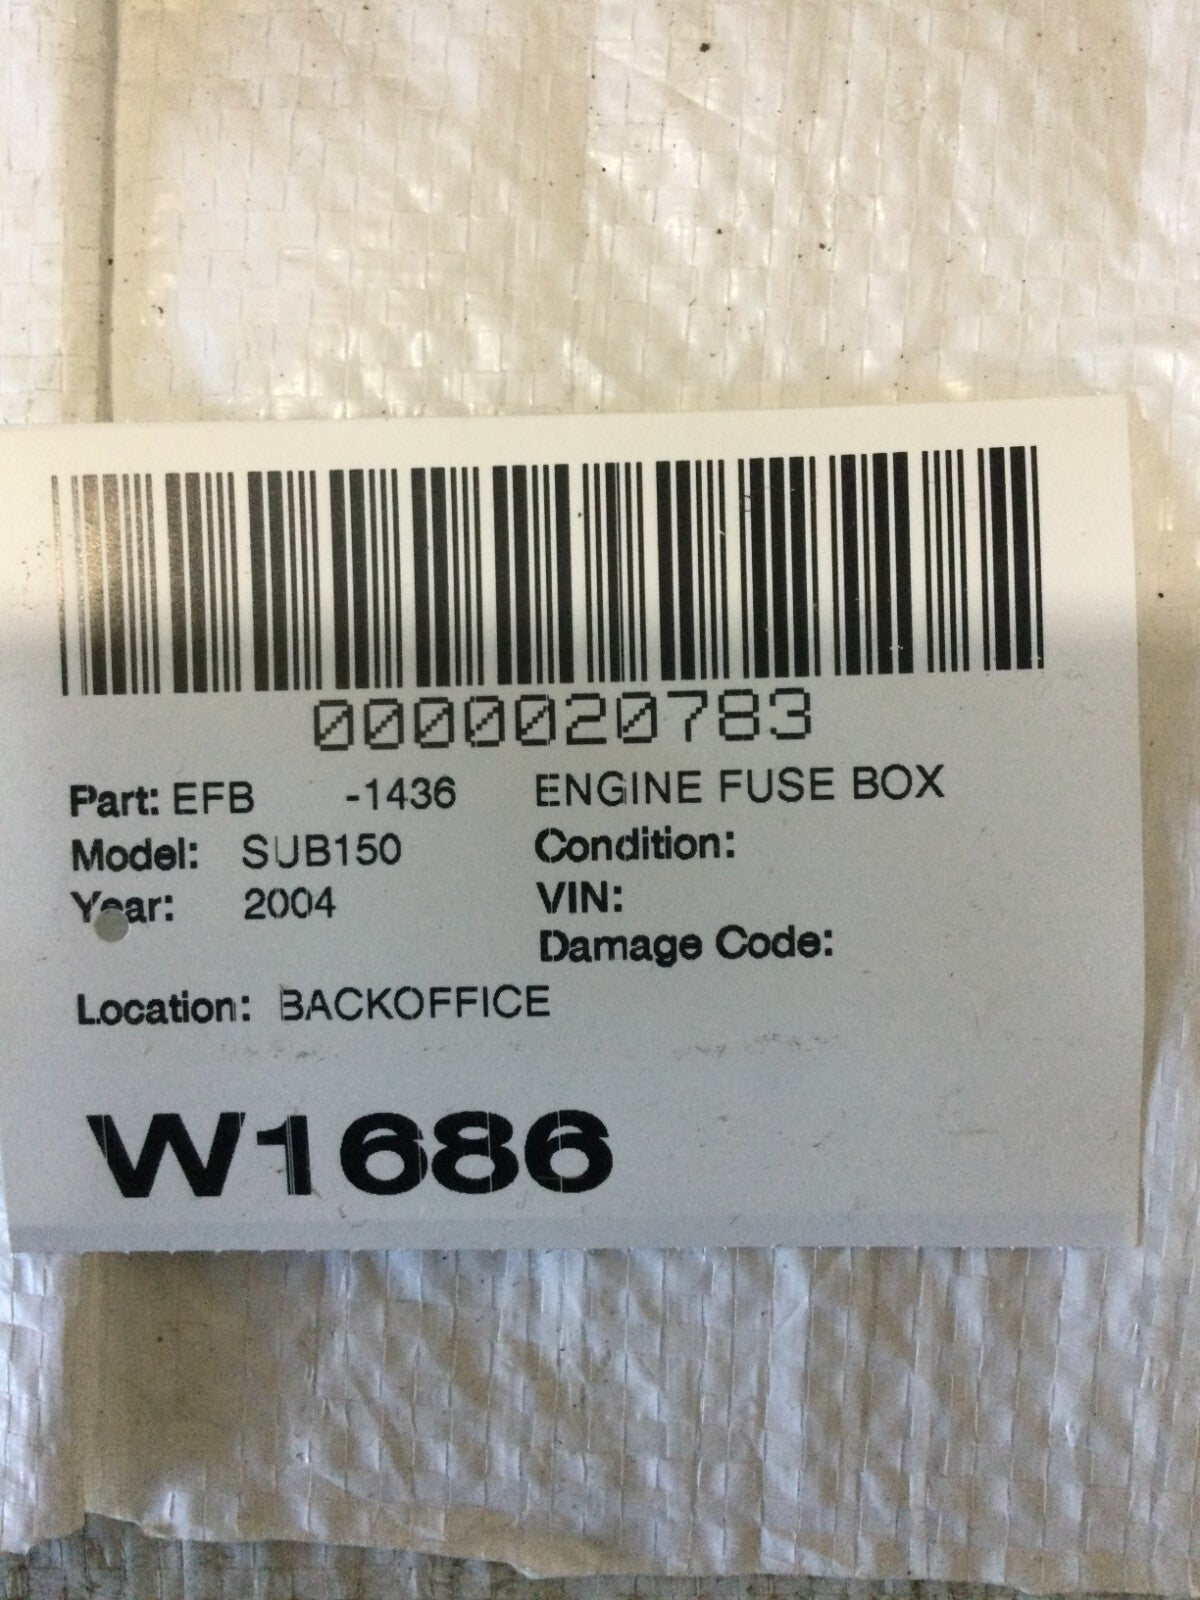 0000020783
Part: EFB -1436 ENGINE FUSE BOX
Model: SUB150 Condition:
Year: 2004 VIN:
Damage Code:
Location: BACKOFFICE
W1686